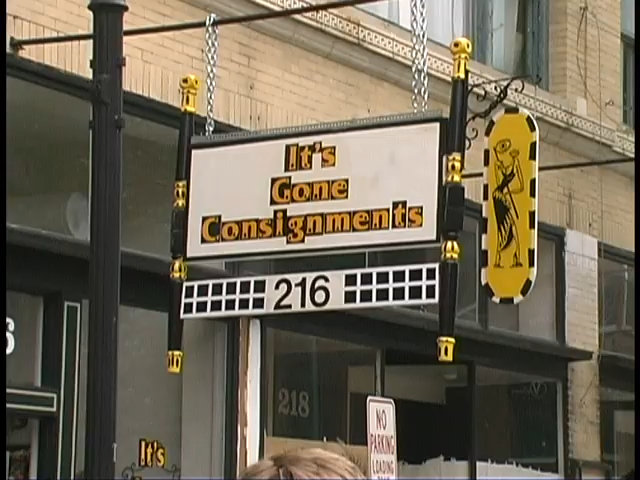 It's
Gone
Consignments
216
218
NO
PARKING
LOADING
It's